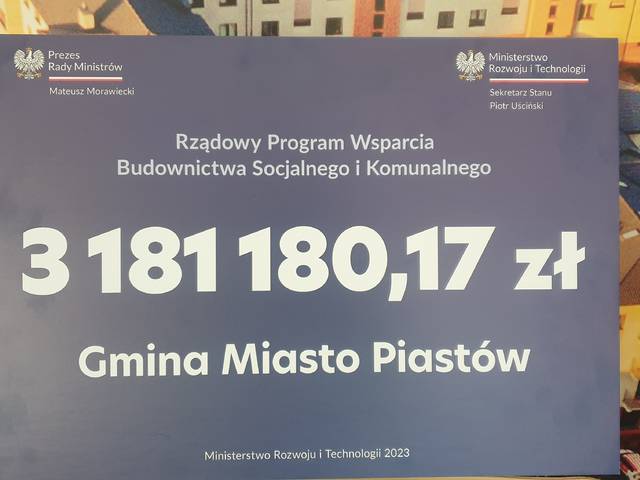 Prezes
Rady Ministrów
Mateusz Morawiecki
Ministerstwo
Rozwoju i Technologii
Sekretarz Stanu
Piotr Uściński
Rządowy Program Wsparcia
Budownictwa Socjalnego i Komunalnego
3 181 180,17 zł
Gmina Miasto Piastów
Ministerstwo Rozwoju i Technologii 2023